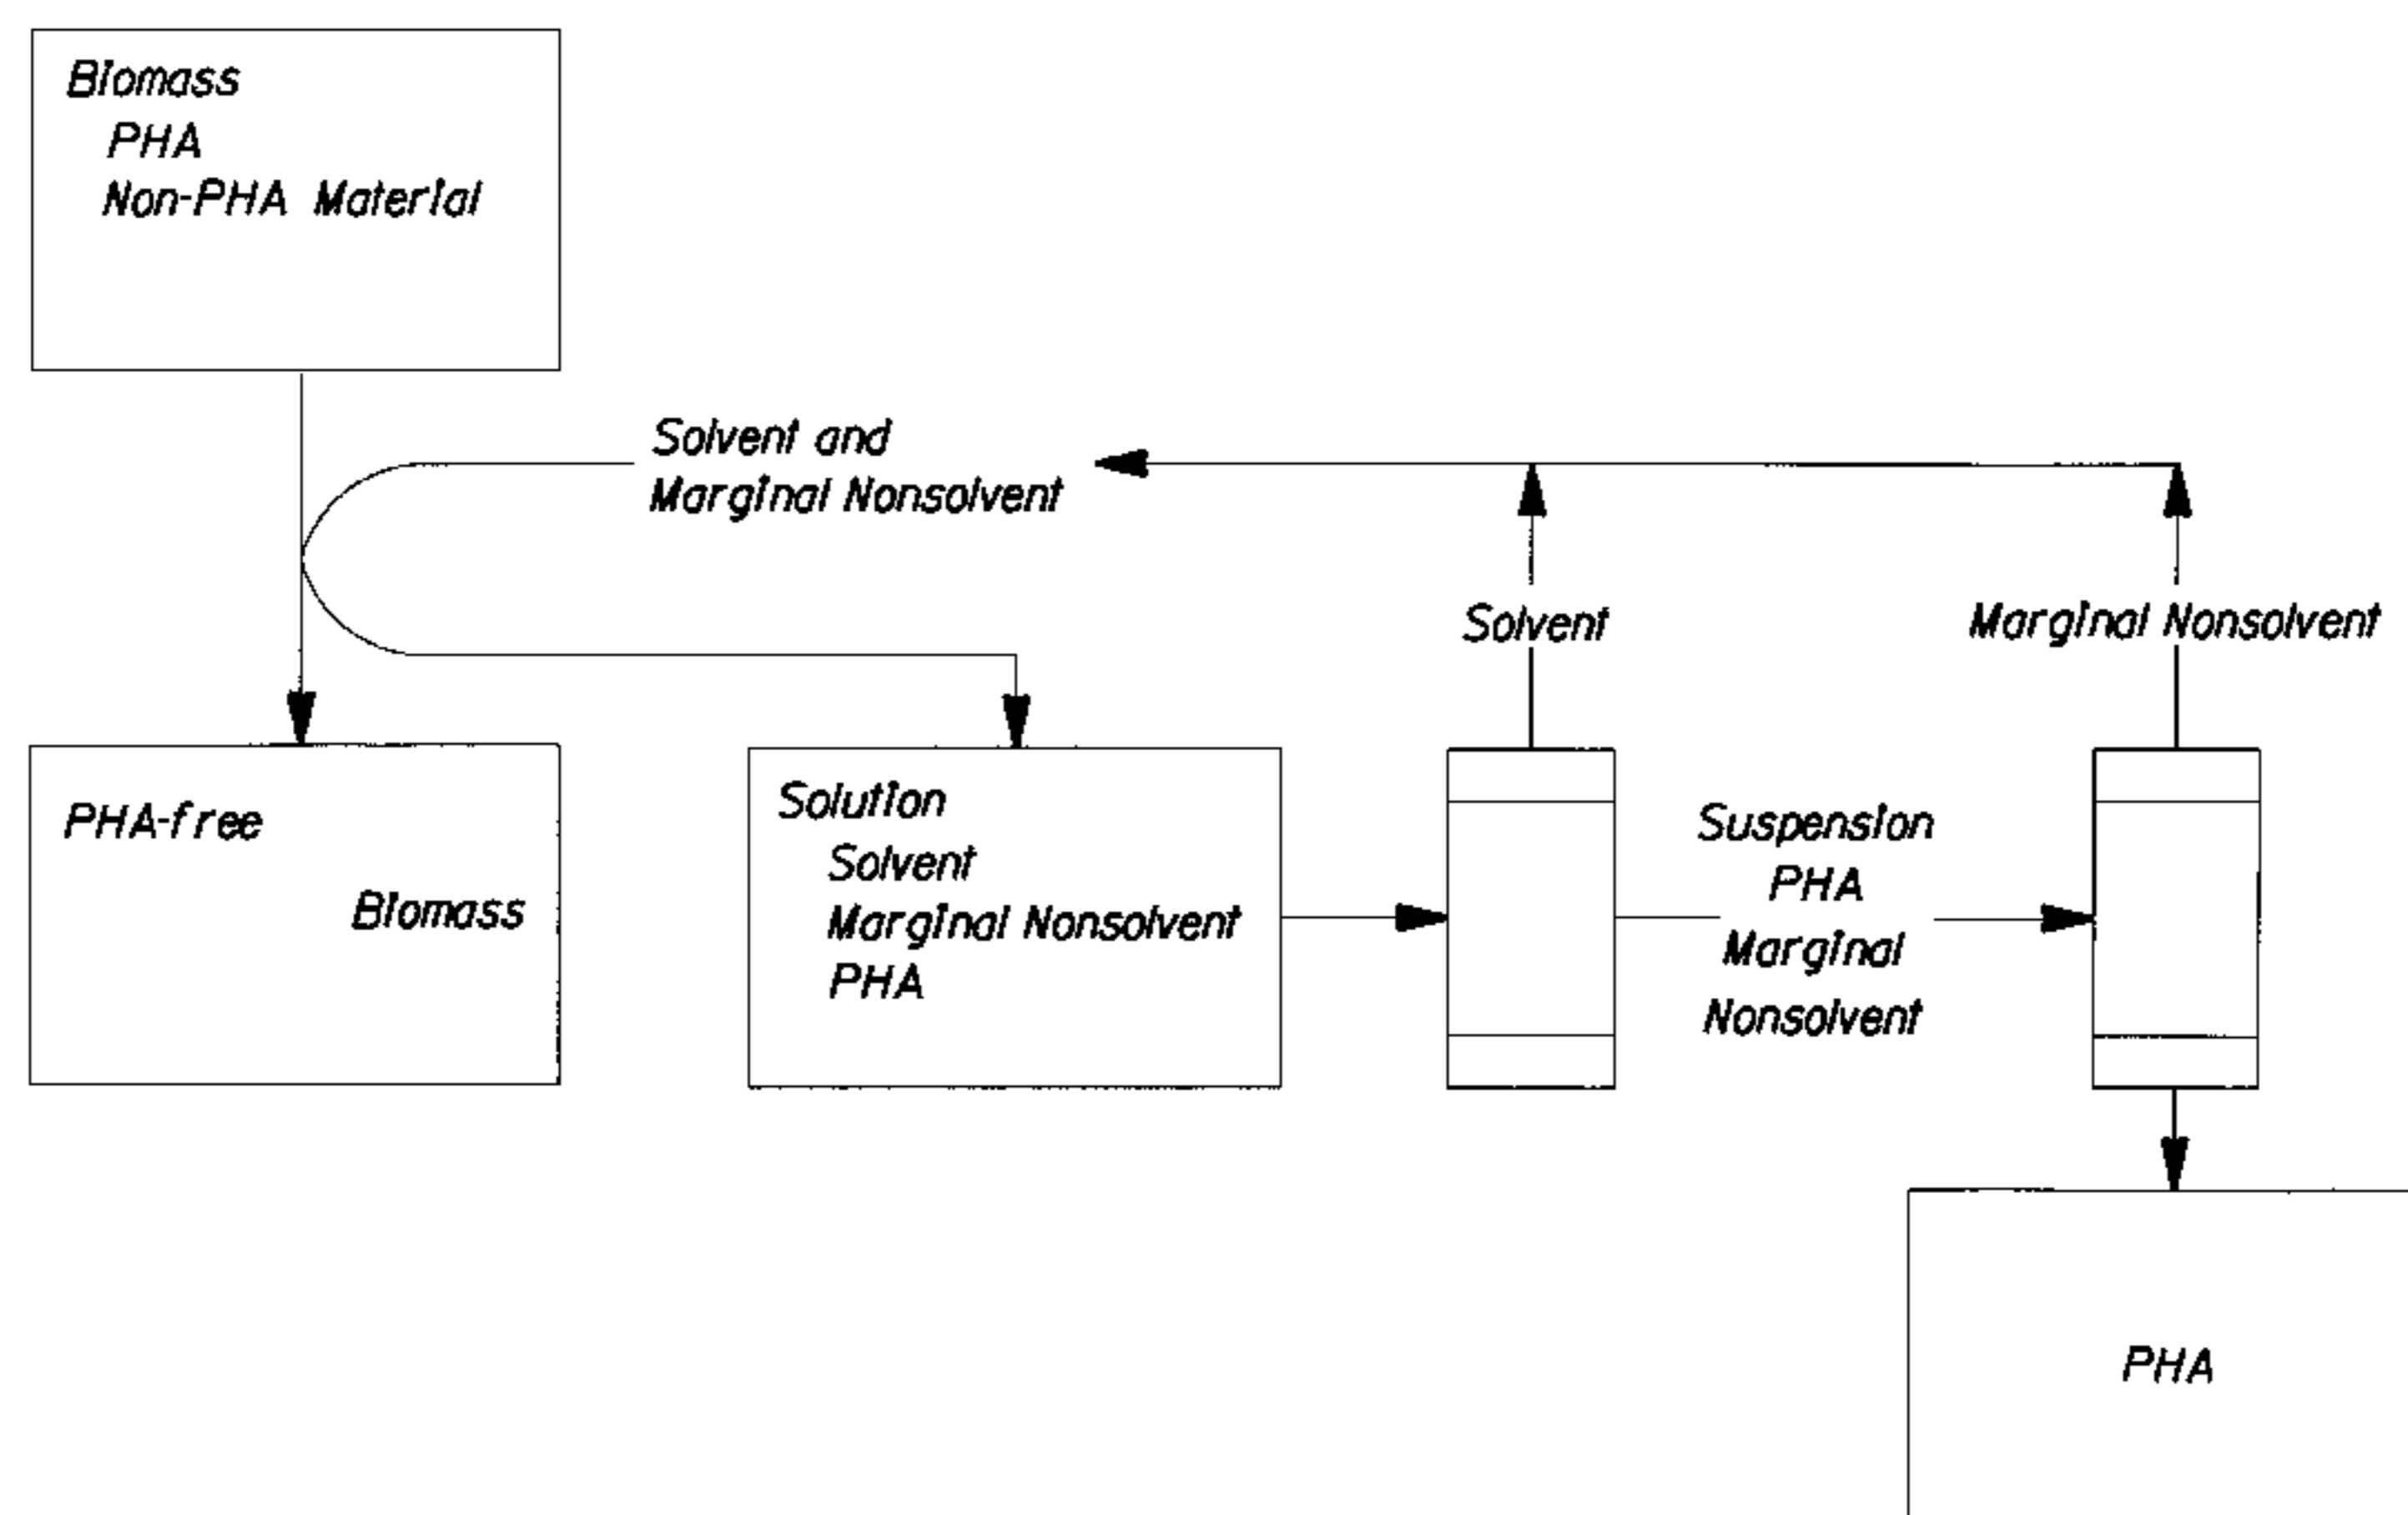 Biomass
PHA
Non-PHA Material
Solvent and
Marginal Nonsolvent
Solvent
Marginal Nonsolvent
PHA-free
Biomass
Solution
Solvent
Marginal Nonsolvent
PHA
Suspension
PHA
Marginal
Nonsolvent
PHA